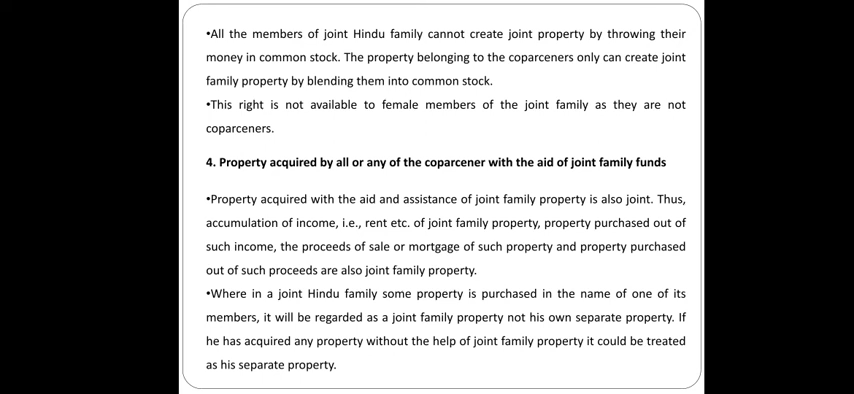 •All the members of joint Hindu family cannot create joint property by throwing their
money in common stock. The property belonging to the coparceners only can create joint
family property by blending them into common stock.
•This right is not available to female members of the joint family as they are not
coparceners.
4. Property acquired by all or any of the coparcener with the aid of joint family funds
•Property acquired with the aid and assistance of joint family property is also joint. Thus,
accumulation of income, i.e., rent etc. of joint family property, property purchased out of
such income, the proceeds of sale or mortgage of such property and property purchased
out of such proceeds are also joint family property.
•Where in a joint Hindu family some property is purchased in the name of one of its
members, it will be regarded as a joint family property not his own separate property. If
he has acquired any property without the help of joint family property it could be treated
as his separate property.